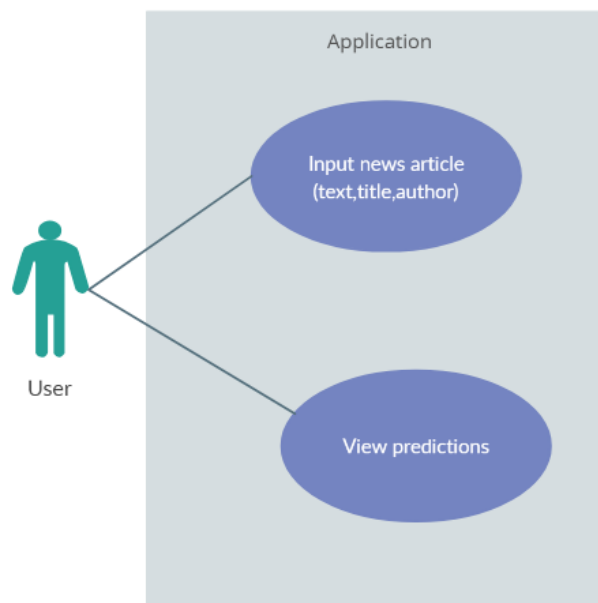 Application
Input news article
(text,title,author)
User
View predictions